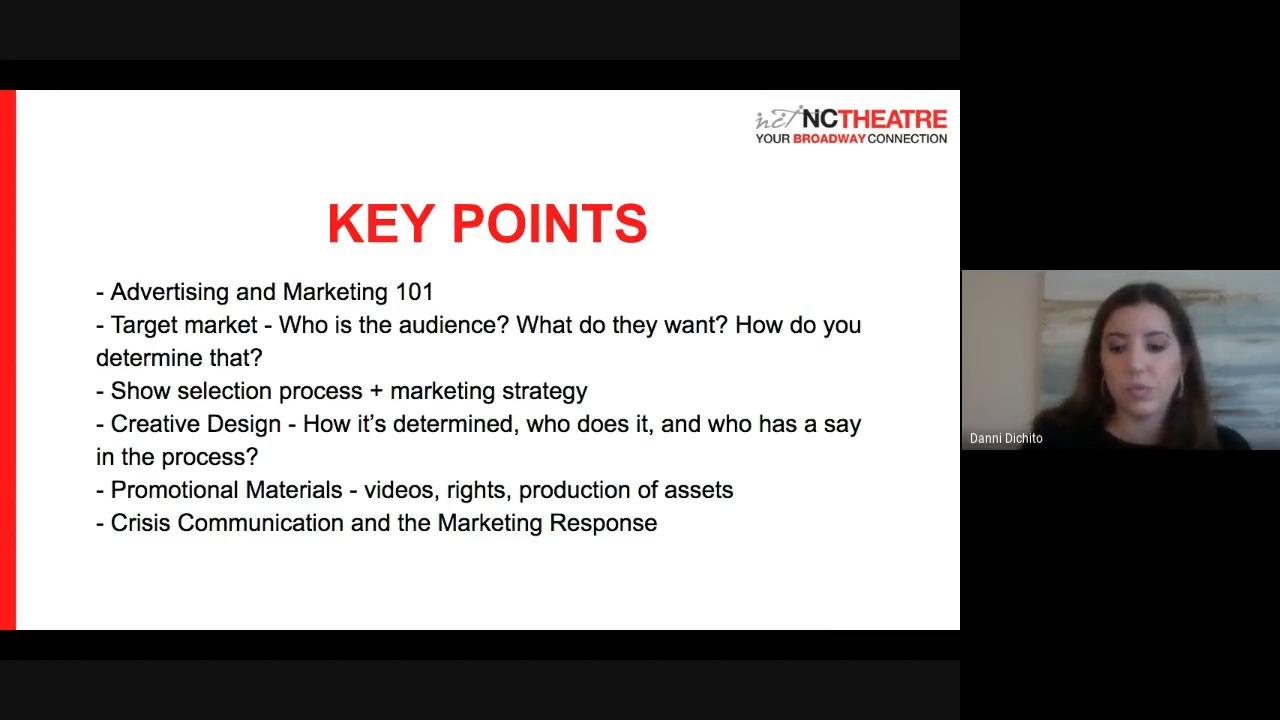 nct NCTHEATRE
YOUR BROADWAY CONNECTION
KEY POINTS
- Advertising and Marketing 101
- Target market - Who is the audience? What do they want? How do you
determine that?
- Show selection process + marketing strategy
- Creative Design - How it’s determined, who does it, and who has a say
in the process?
- Promotional Materials - videos, rights, production of assets
- Crisis Communication and the Marketing Response
Danni Dichito